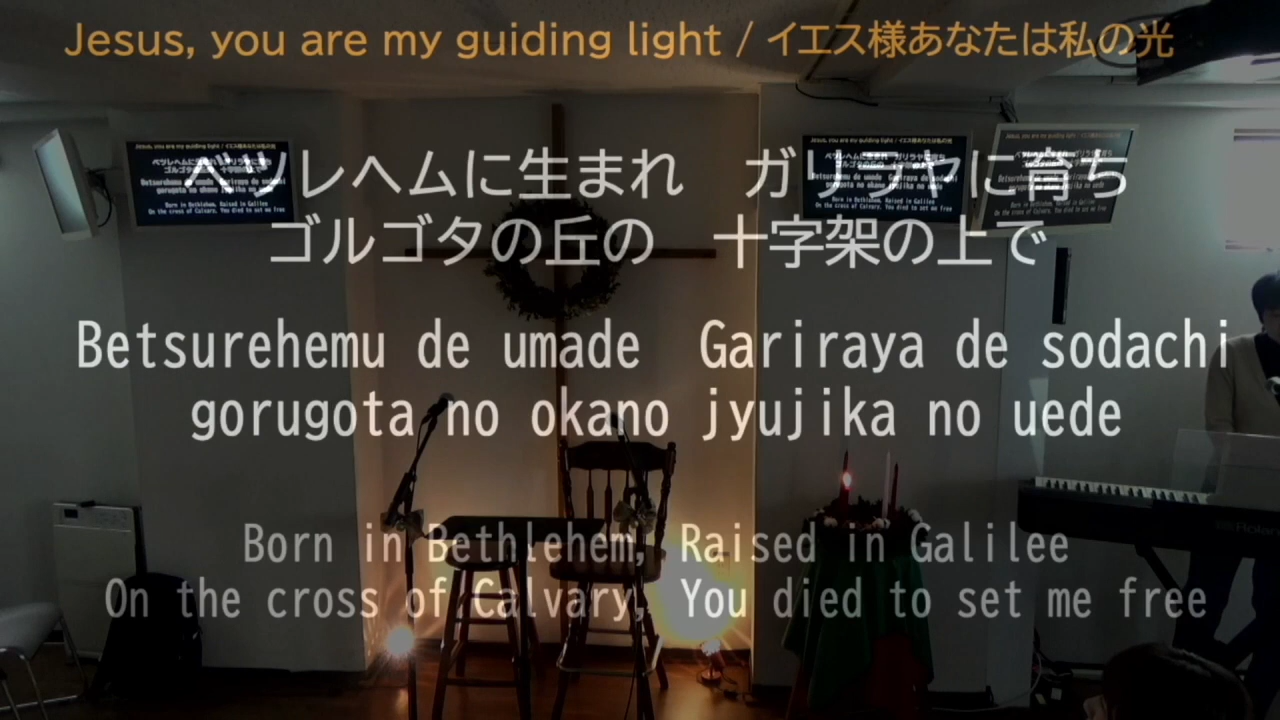 Jesus, you are my guiding light / イエス様あなたは私の光
ベツレヘムに生まれ　ガリラヤに育ち
ゴルゴタの丘の　十字架の上で
Betsurehemu de umade Gariraya de sodachi
gorugota no okano jyujika no uede
Born in Bethlehem, Raised in Galilee
On the cross of Calvary, You died to set me free
Roland